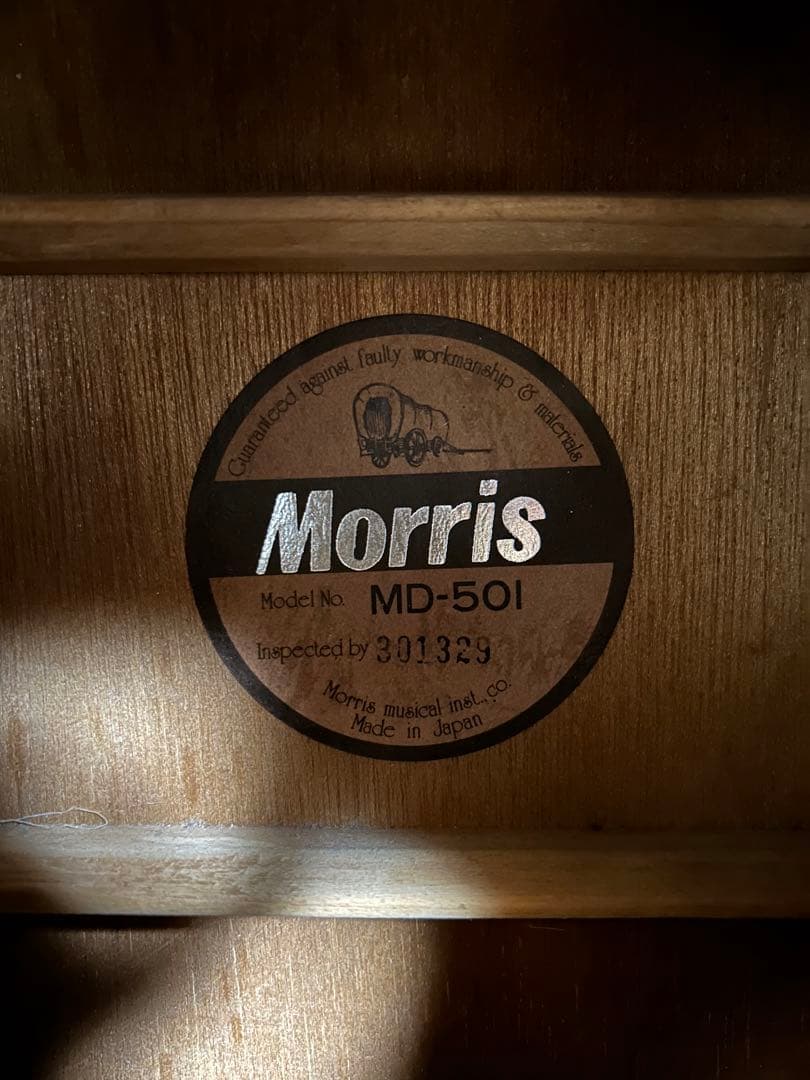 Guaranteed against faulty workmanship & materials
Morris
Model No. MD-501
Inspected by 301329
Morris musical inst., co.
Made in Japan